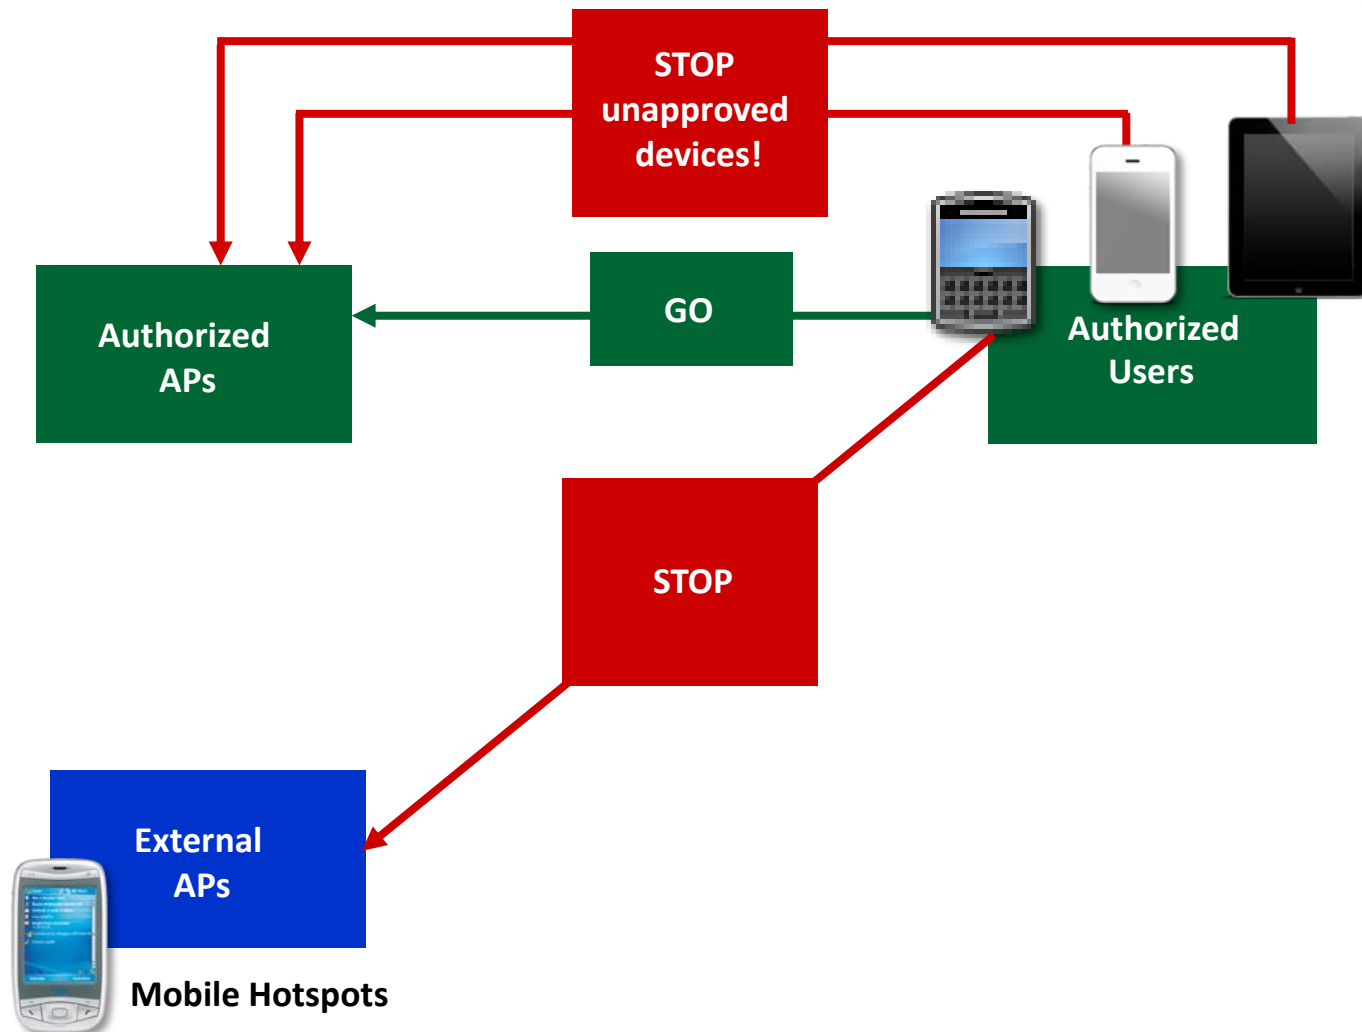 STOP
unapproved
devices!
GO
Authorized
APs
Authorized
Users
STOP
External
APs
Mobile Hotspots